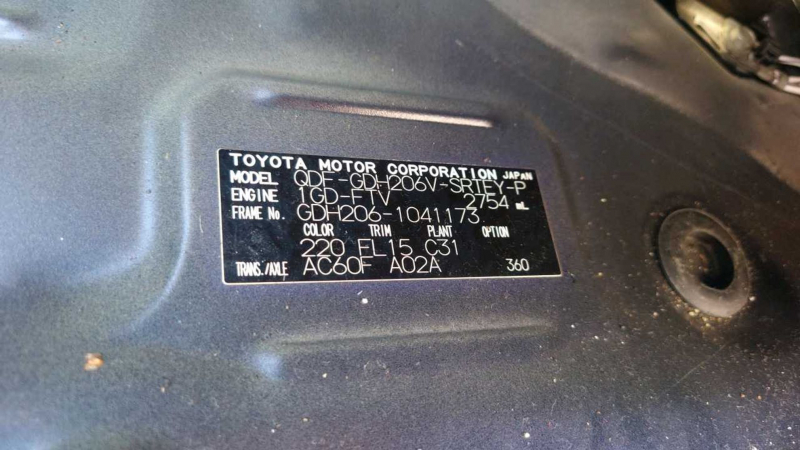 TOYOTA MOTOR CORPORATION JAPAN
MODEL QDF-GDH206V-SRTEY-P
ENGINE 1GD-FTV 2754 mL
FRAME No. GDH206-1041173
COLOR TRIM PLANT OPTION
220 FL15 C31
TRANS./AXLE AC60F A02A 360